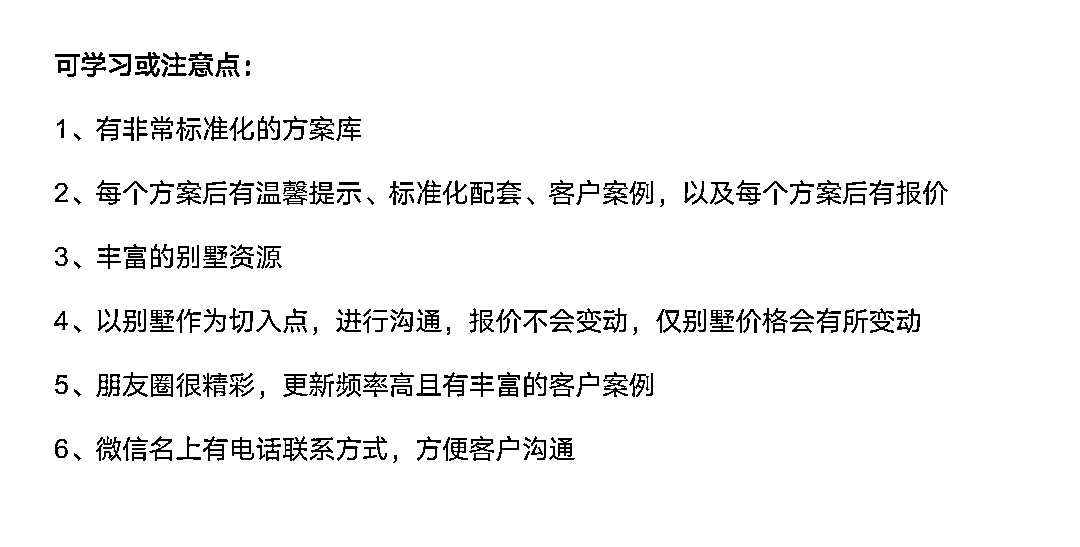 可学习或注意点：
1、有非常标准化的方案库
2、每个方案后有温馨提示、标准化配套、客户案例，以及每个方案后有报价
3、丰富的别墅资源
4、以别墅作为切入点，进行沟通，报价不会变动，仅别墅价格会有所变动
5、朋友圈很精彩，更新频率高且有丰富的客户案例
6、微信名上有电话联系方式，方便客户沟通